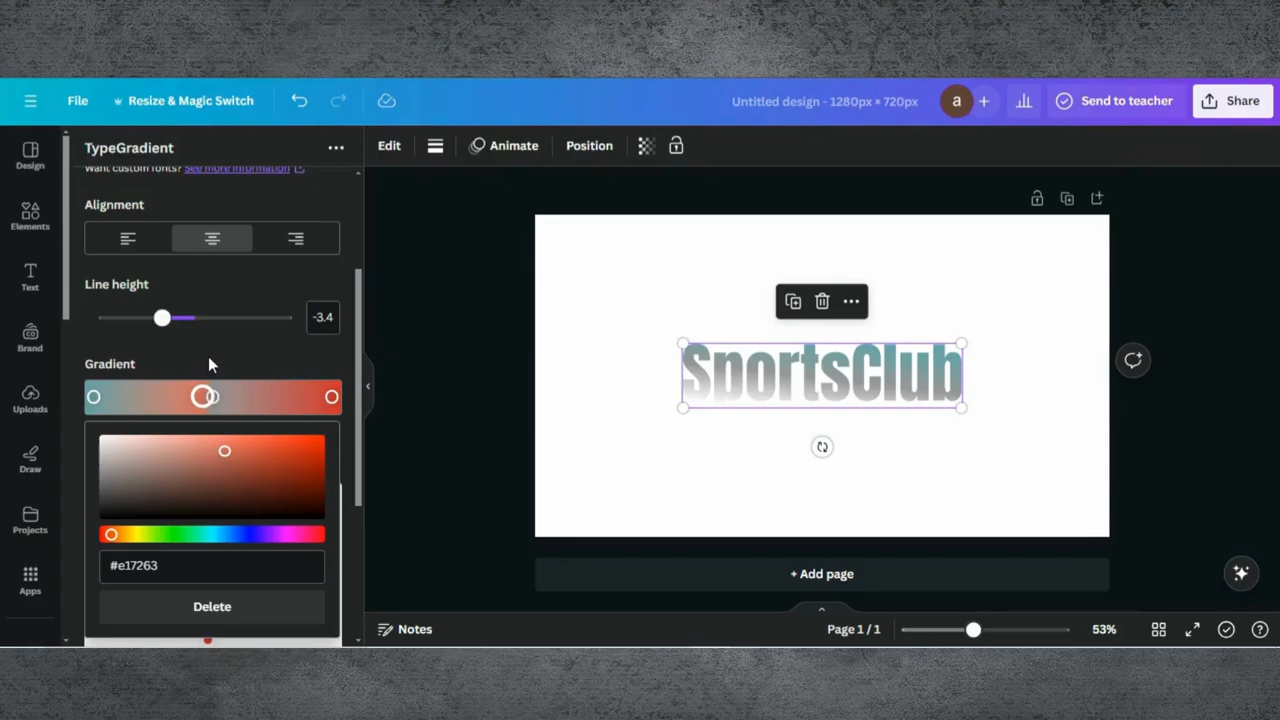 File
Resize & Magic Switch
Untitled design - 1280px × 720px
a
Send to teacher
Share
Design
Elements
Text
Brand
Uploads
Draw
Projects
Apps
TypeGradient
Want custom fonts? See more information
Alignment
Line height
-3.4
Gradient
#e17263
Delete
Edit
Animate
Position
SportsClub
+ Add page
Notes
Page 1 / 1
53%